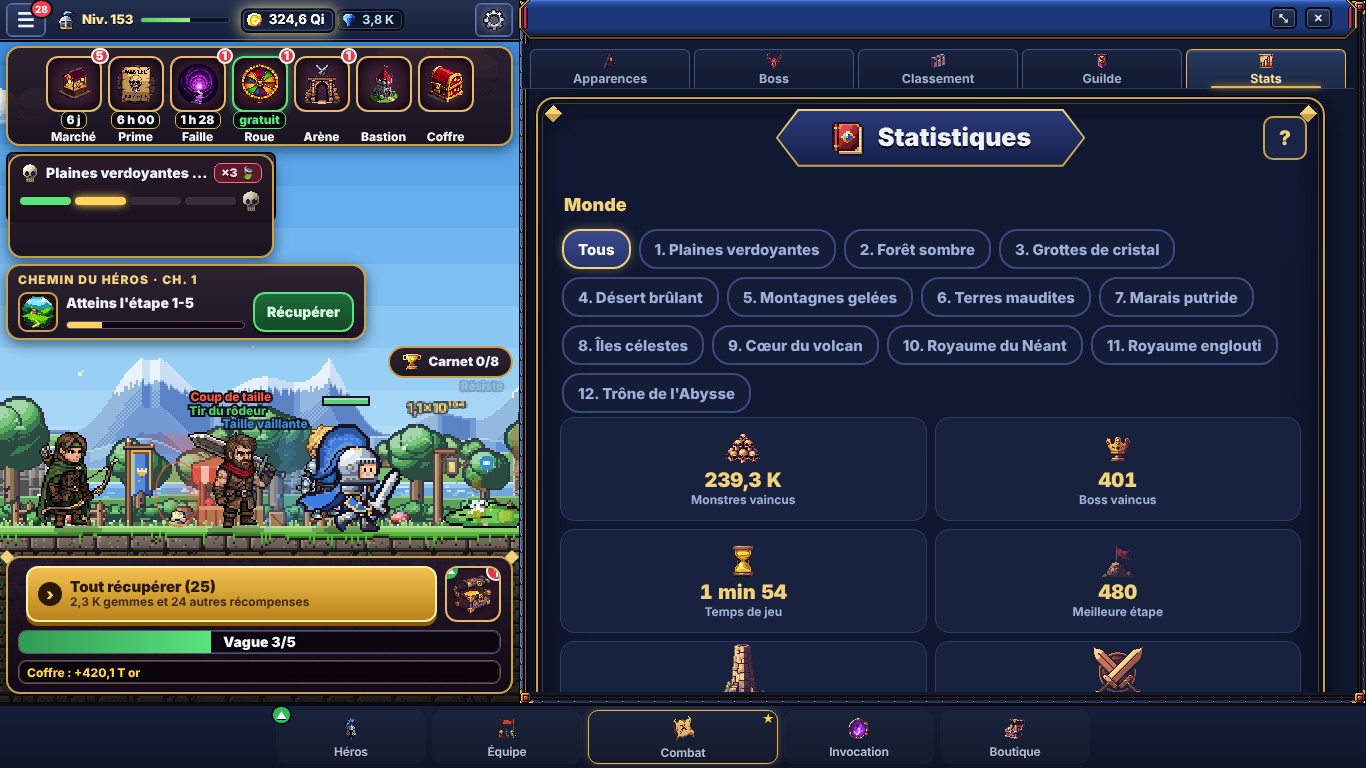 28
Niv. 153
324,6 Qi
3,8 K
5
1
1
1
6 j
6 h 00
1 h 28
gratuit
Marché
Prime
Faille
Roue
Arène
Bastion
Coffre
Plaines verdoyantes ...
×3
CHEMIN DU HÉROS · CH. 1
Atteins l'étape 1-5
Récupérer
Carnet 0/8
Résiste
Coup de taille
Tir du rôdeur
Taille vaillante
Tout récupérer (25)
2,3 K gemmes et 24 autres récompenses
Vague 3/5
Coffre : +420,1 T or
Apparences
Boss
Classement
Guilde
Stats
Statistiques
?
Monde
Tous
1. Plaines verdoyantes
2. Forêt sombre
3. Grottes de cristal
4. Désert brûlant
5. Montagnes gelées
6. Terres maudites
7. Marais putride
8. Îles célestes
9. Cœur du volcan
10. Royaume du Néant
11. Royaume englouti
12. Trône de l'Abysse
239,3 K
Monstres vaincus
401
Boss vaincus
1 min 54
Temps de jeu
480
Meilleure étape
Héros
Équipe
Combat
Invocation
Boutique